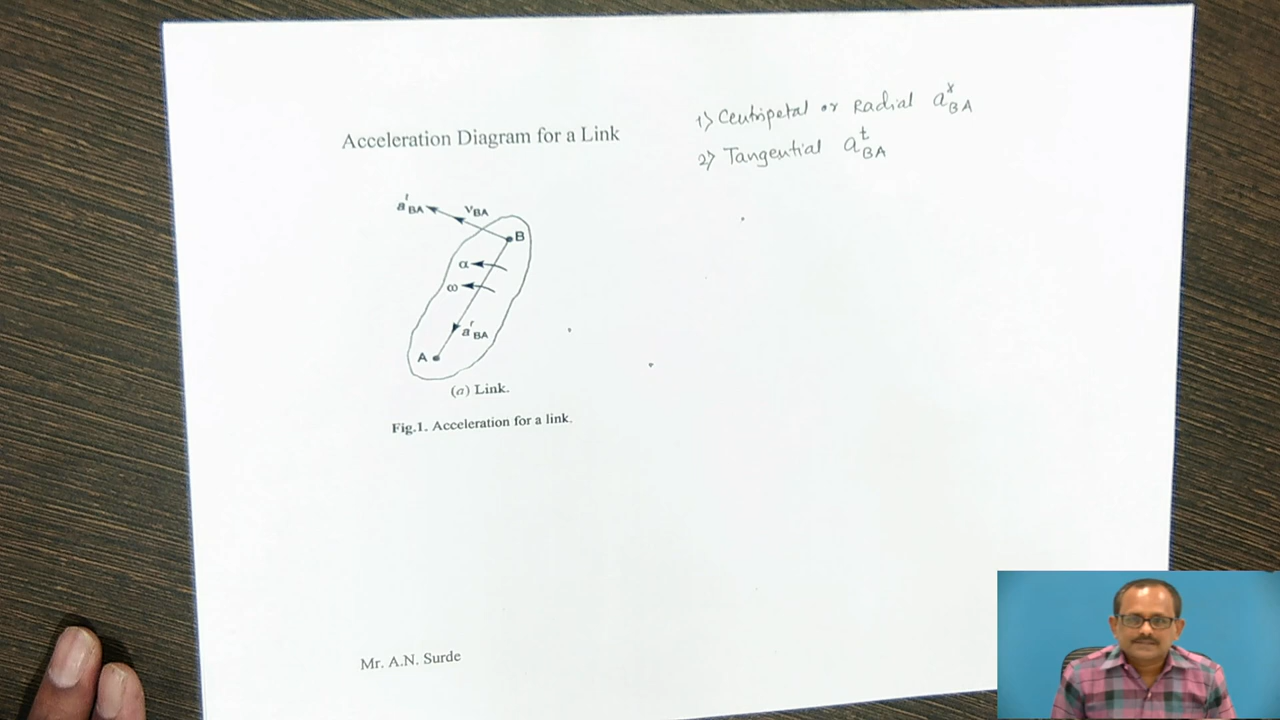 Acceleration Diagram for a Link
1) Centripetal or Radial a^r_BA
2) Tangential a^t_BA
a^t_BA
v_BA
B
α
ω
a^r_BA
A
(a) Link.
Fig.1. Acceleration for a link.
Mr. A.N. Surde